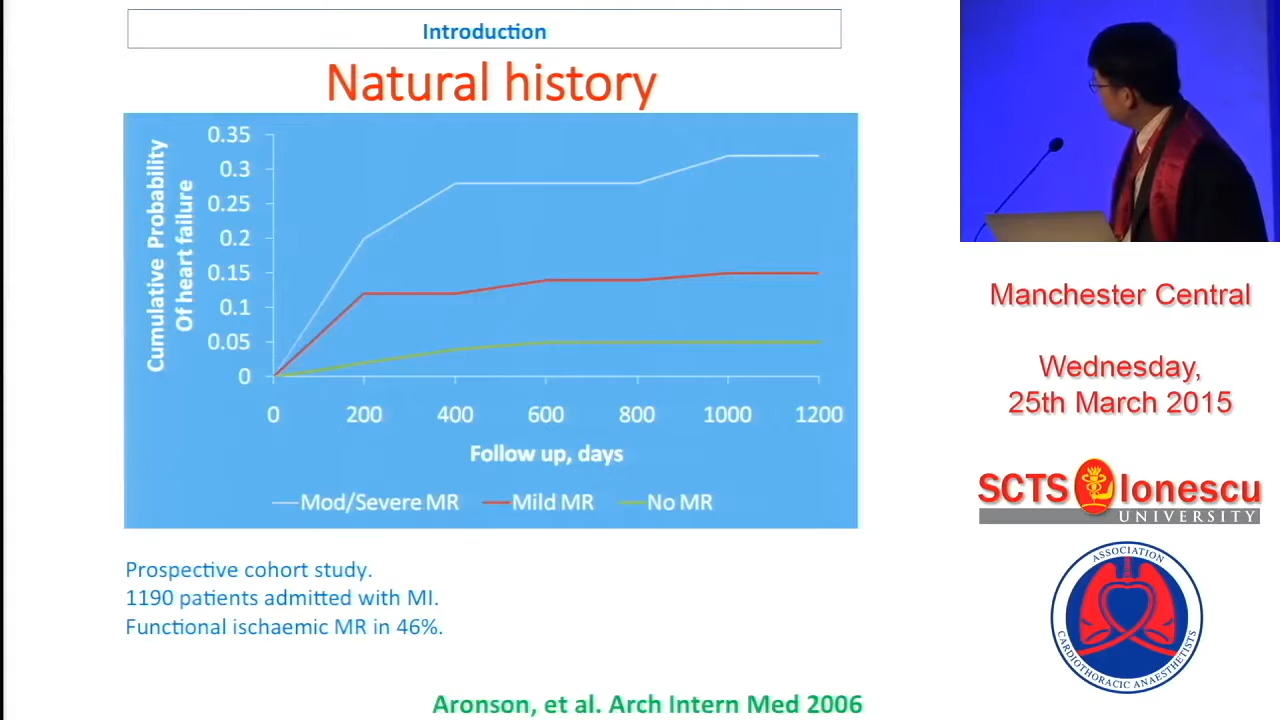 Introduction
Natural history
Cumulative Probability
Of heart failure
0.35
0.3
0.25
0.2
0.15
0.1
0.05
0
0 200 400 600 800 1000 1200
Follow up, days
Mod/Severe MR Mild MR No MR
Prospective cohort study.
1190 patients admitted with MI.
Functional ischaemic MR in 46%.
Aronson, et al. Arch Intern Med 2006
Manchester Central
Wednesday,
25th March 2015
SCTS Ionescu
UNIVERSITY
ASSOCIATION
CARDIOTHORACIC ANAESTHETISTS